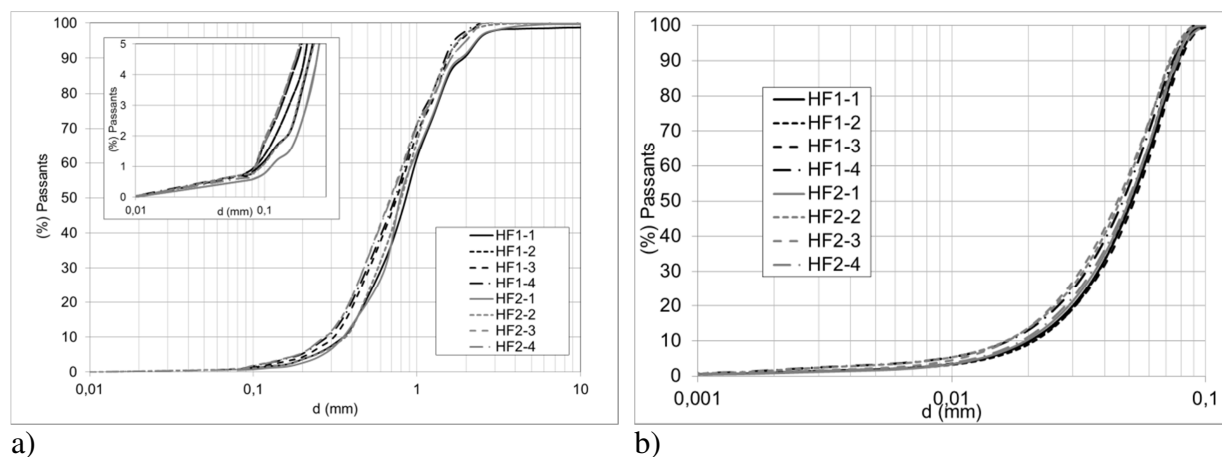 100
90
80
70
60
50
40
30
20
10
0
(%) Passants
5
4
3
2
1
0
(%) Passants
0,01
d (mm)
0,1
HF1-1
HF1-2
HF1-3
HF1-4
HF2-1
HF2-2
HF2-3
HF2-4
0,01
0,1
1
10
d (mm)
a)
100
90
80
70
60
50
40
30
20
10
0
(%) Passants
HF1-1
HF1-2
HF1-3
HF1-4
HF2-1
HF2-2
HF2-3
HF2-4
0,001
0,01
0,1
d (mm)
b)